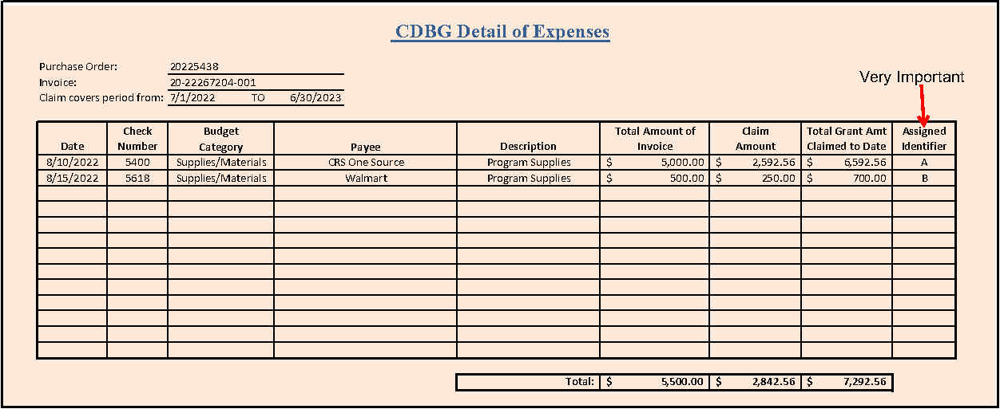 CDBG Detail of Expenses
Purchase Order: 20225438
Very Important
Invoice: 20-22267204-001
Claim covers period from: 7/1/2022 TO 6/30/2023
Date Check Number Budget Category Payee Description Total Amount of Invoice Claim Amount Total Grant Amt Claimed to Date Assigned Identifier
8/10/2022 5400 Supplies/Materials CRS One Source Program Supplies $ 5,000.00 $ 2,592.56 $ 6,592.56 A
8/15/2022 5618 Supplies/Materials Walmart Program Supplies $ 500.00 $ 250.00 $ 700.00 B
Total: $ 5,500.00 $ 2,842.56 $ 7,292.56